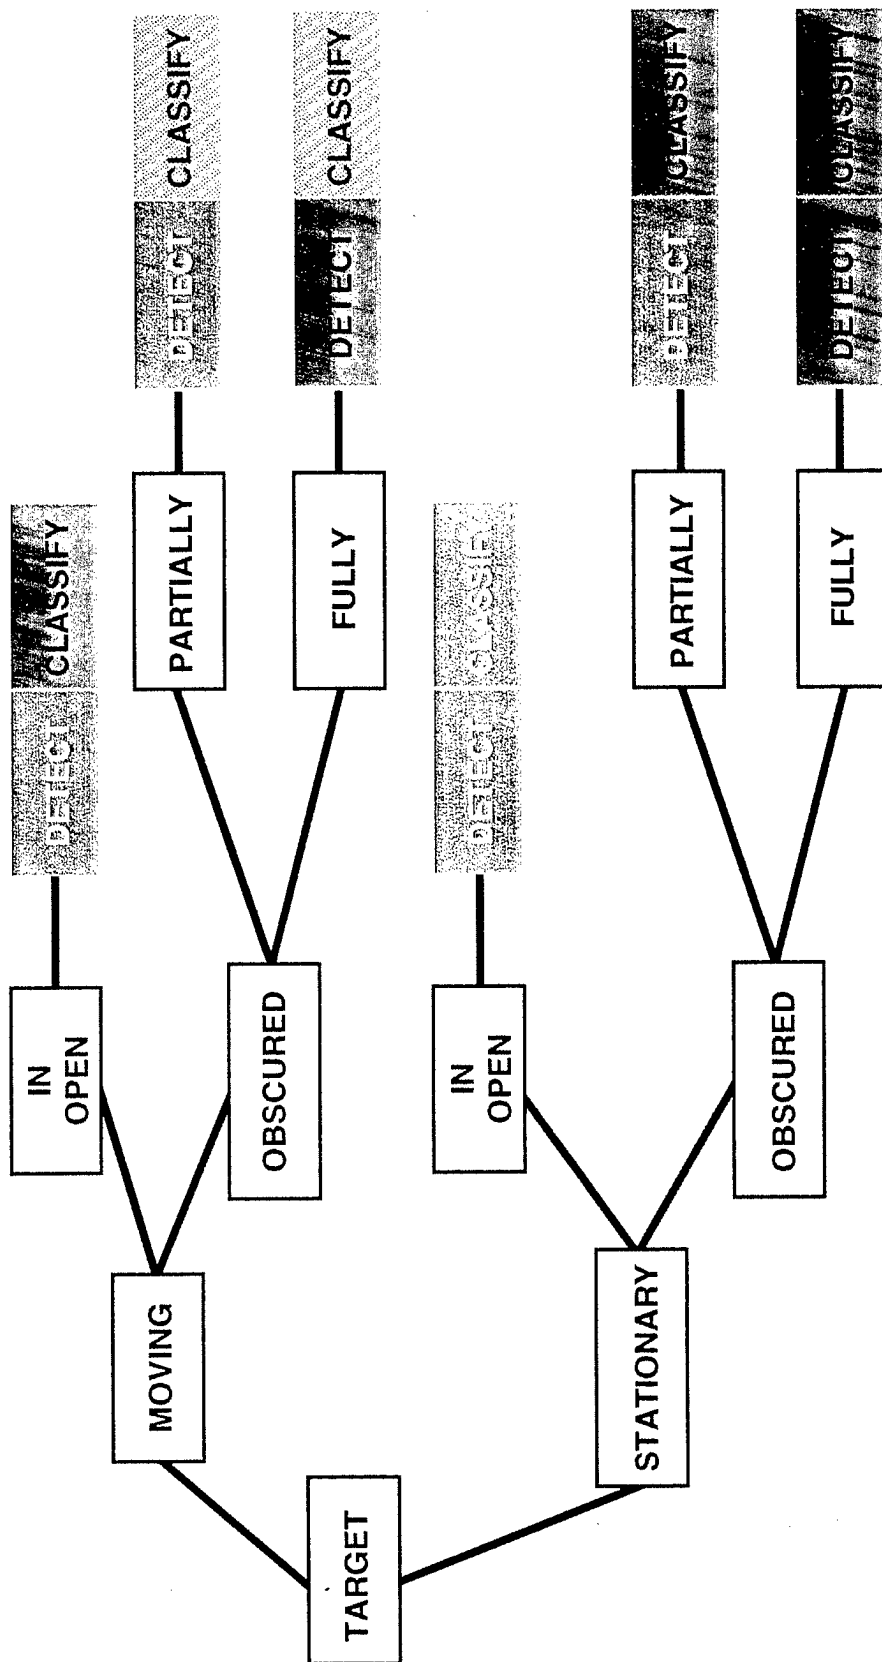 TARGET
MOVING
IN
OPEN
DETECT CLASSIFY
OBSCURED
PARTIALLY
DETECT CLASSIFY
FULLY
DETECT CLASSIFY
STATIONARY
IN
OPEN
DETECT CLASSIFY
OBSCURED
PARTIALLY
DETECT CLASSIFY
FULLY
DETECT CLASSIFY